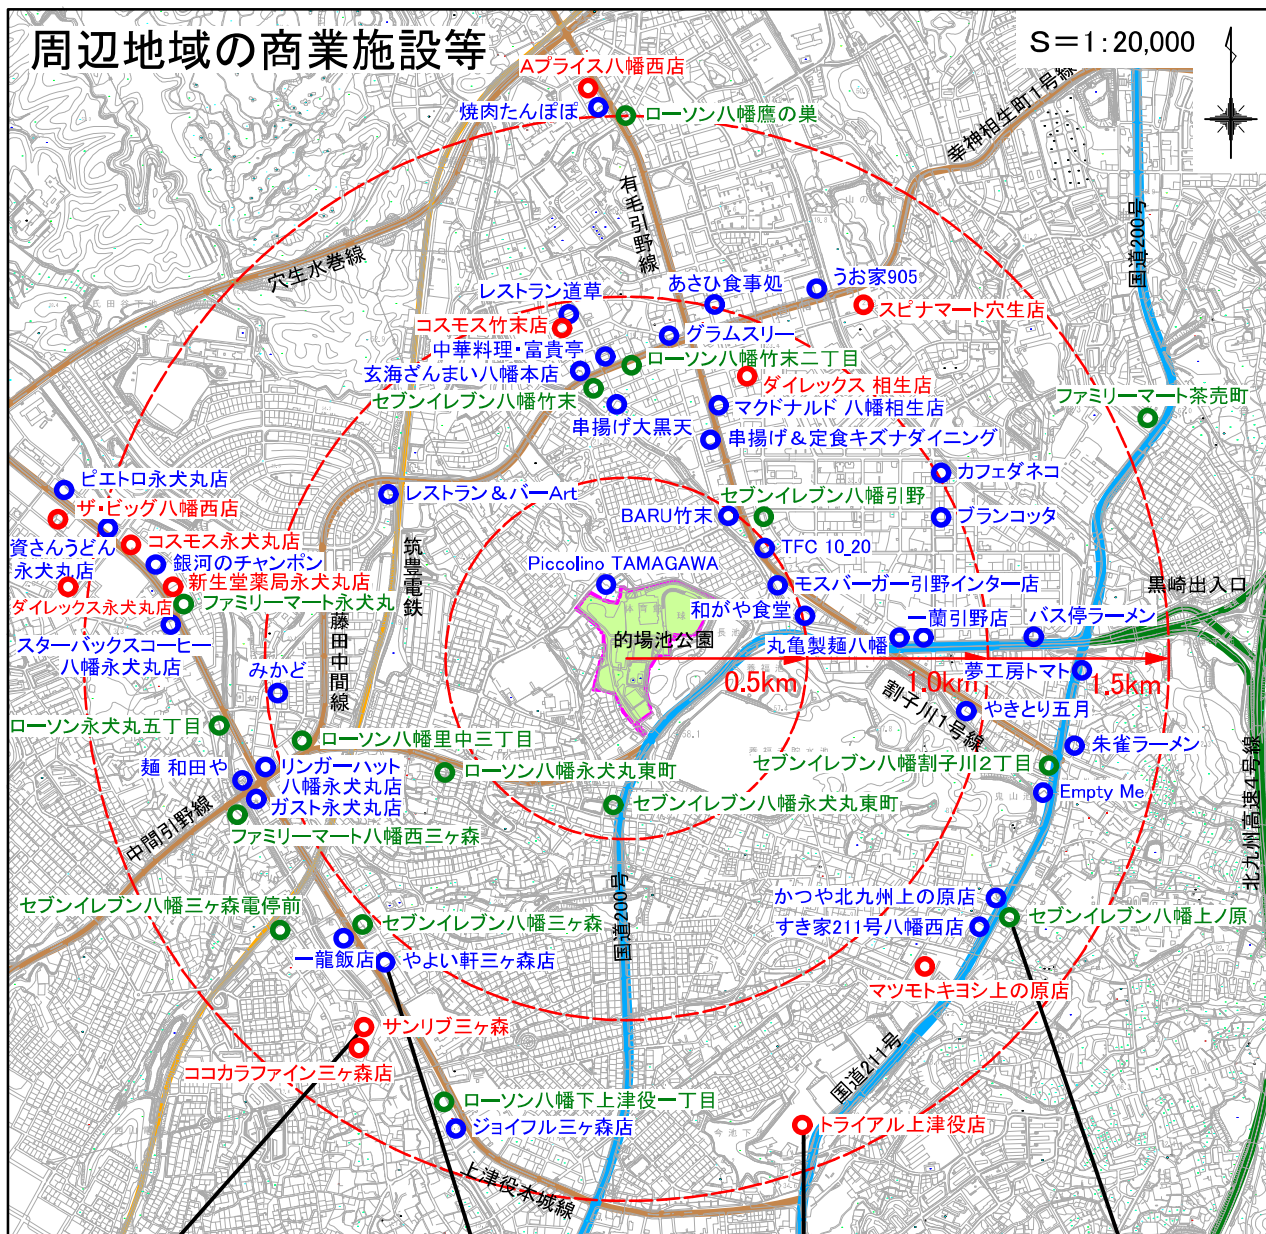 周辺地域の商業施設等
S=1:20,000
Aプライス八幡西店
焼肉たんぽぽ
ローソン八幡鷹の巣
幸神相生町1号線
有毛引野線
国道200号
穴生水巻線
あさひ食事処
うお家905
レストラン道草
スピナマート穴生店
コスモス竹末店
グラムスリー
中華料理・富貴亭
ローソン八幡竹末二丁目
玄海ざんまい八幡本店
ダイレックス 相生店
セブンイレブン八幡竹末
ファミリーマート茶売町
マクドナルド 八幡相生店
串揚げ大黒天
串揚げ&定食キズナダイニング
ピエトロ永犬丸店
カフェダネコ
レストラン&バーArt
セブンイレブン八幡引野
ザ・ビッグ八幡西店
BARU竹末
ブランコッタ
資さんうどん
永犬丸店
コスモス永犬丸店
筑豊電鉄
TFC 10_20
銀河のチャンポン
Piccolino TAMAGAWA
新生堂薬局永犬丸店
モスバーガー引野インター店
黒崎出入口
ダイレックス永犬丸店
ファミリーマート永犬丸
和がや食堂
一蘭引野店
バス停ラーメン
スターバックスコーヒー
八幡永犬丸店
藤田中間線
的場池公園
丸亀製麺八幡
みかど
0.5km
1.0km
夢工房トマト
1.5km
割子川1号線
やきとり五月
ローソン永犬丸五丁目
ローソン八幡里中三丁目
朱雀ラーメン
麺 和田や
リンガーハット
八幡永犬丸店
ローソン八幡永犬丸東町
セブンイレブン八幡割子川2丁目
ガスト永犬丸店
セブンイレブン八幡永犬丸東町
Empty Me
中間引野線
ファミリーマート八幡西三ヶ森
北九州高速4号線
国道200号
セブンイレブン八幡三ヶ森電停前
セブンイレブン八幡三ヶ森
かつや北九州上の原店
セブンイレブン八幡上ノ原
すき家211号八幡西店
一龍飯店
やよい軒三ヶ森店
マツモトキヨシ上の原店
サンリブ三ヶ森
ココカラファイン三ヶ森店
国道211号
ローソン八幡下上津役一丁目
ジョイフル三ヶ森店
トライアル上津役店
上津役本城線